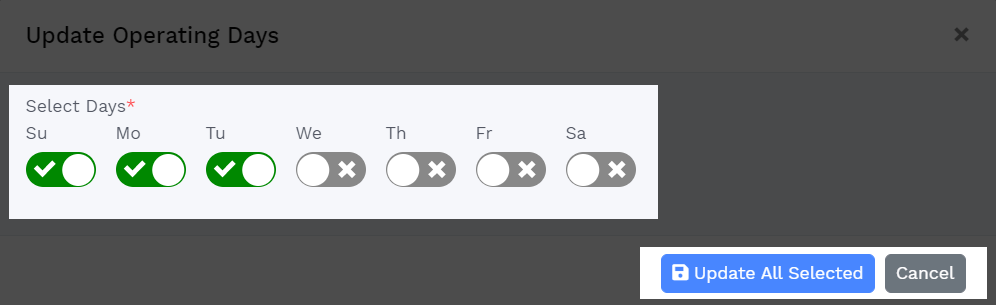 Update Operating Days
Select Days*
Su Mo Tu We Th Fr Sa
Update All Selected Cancel